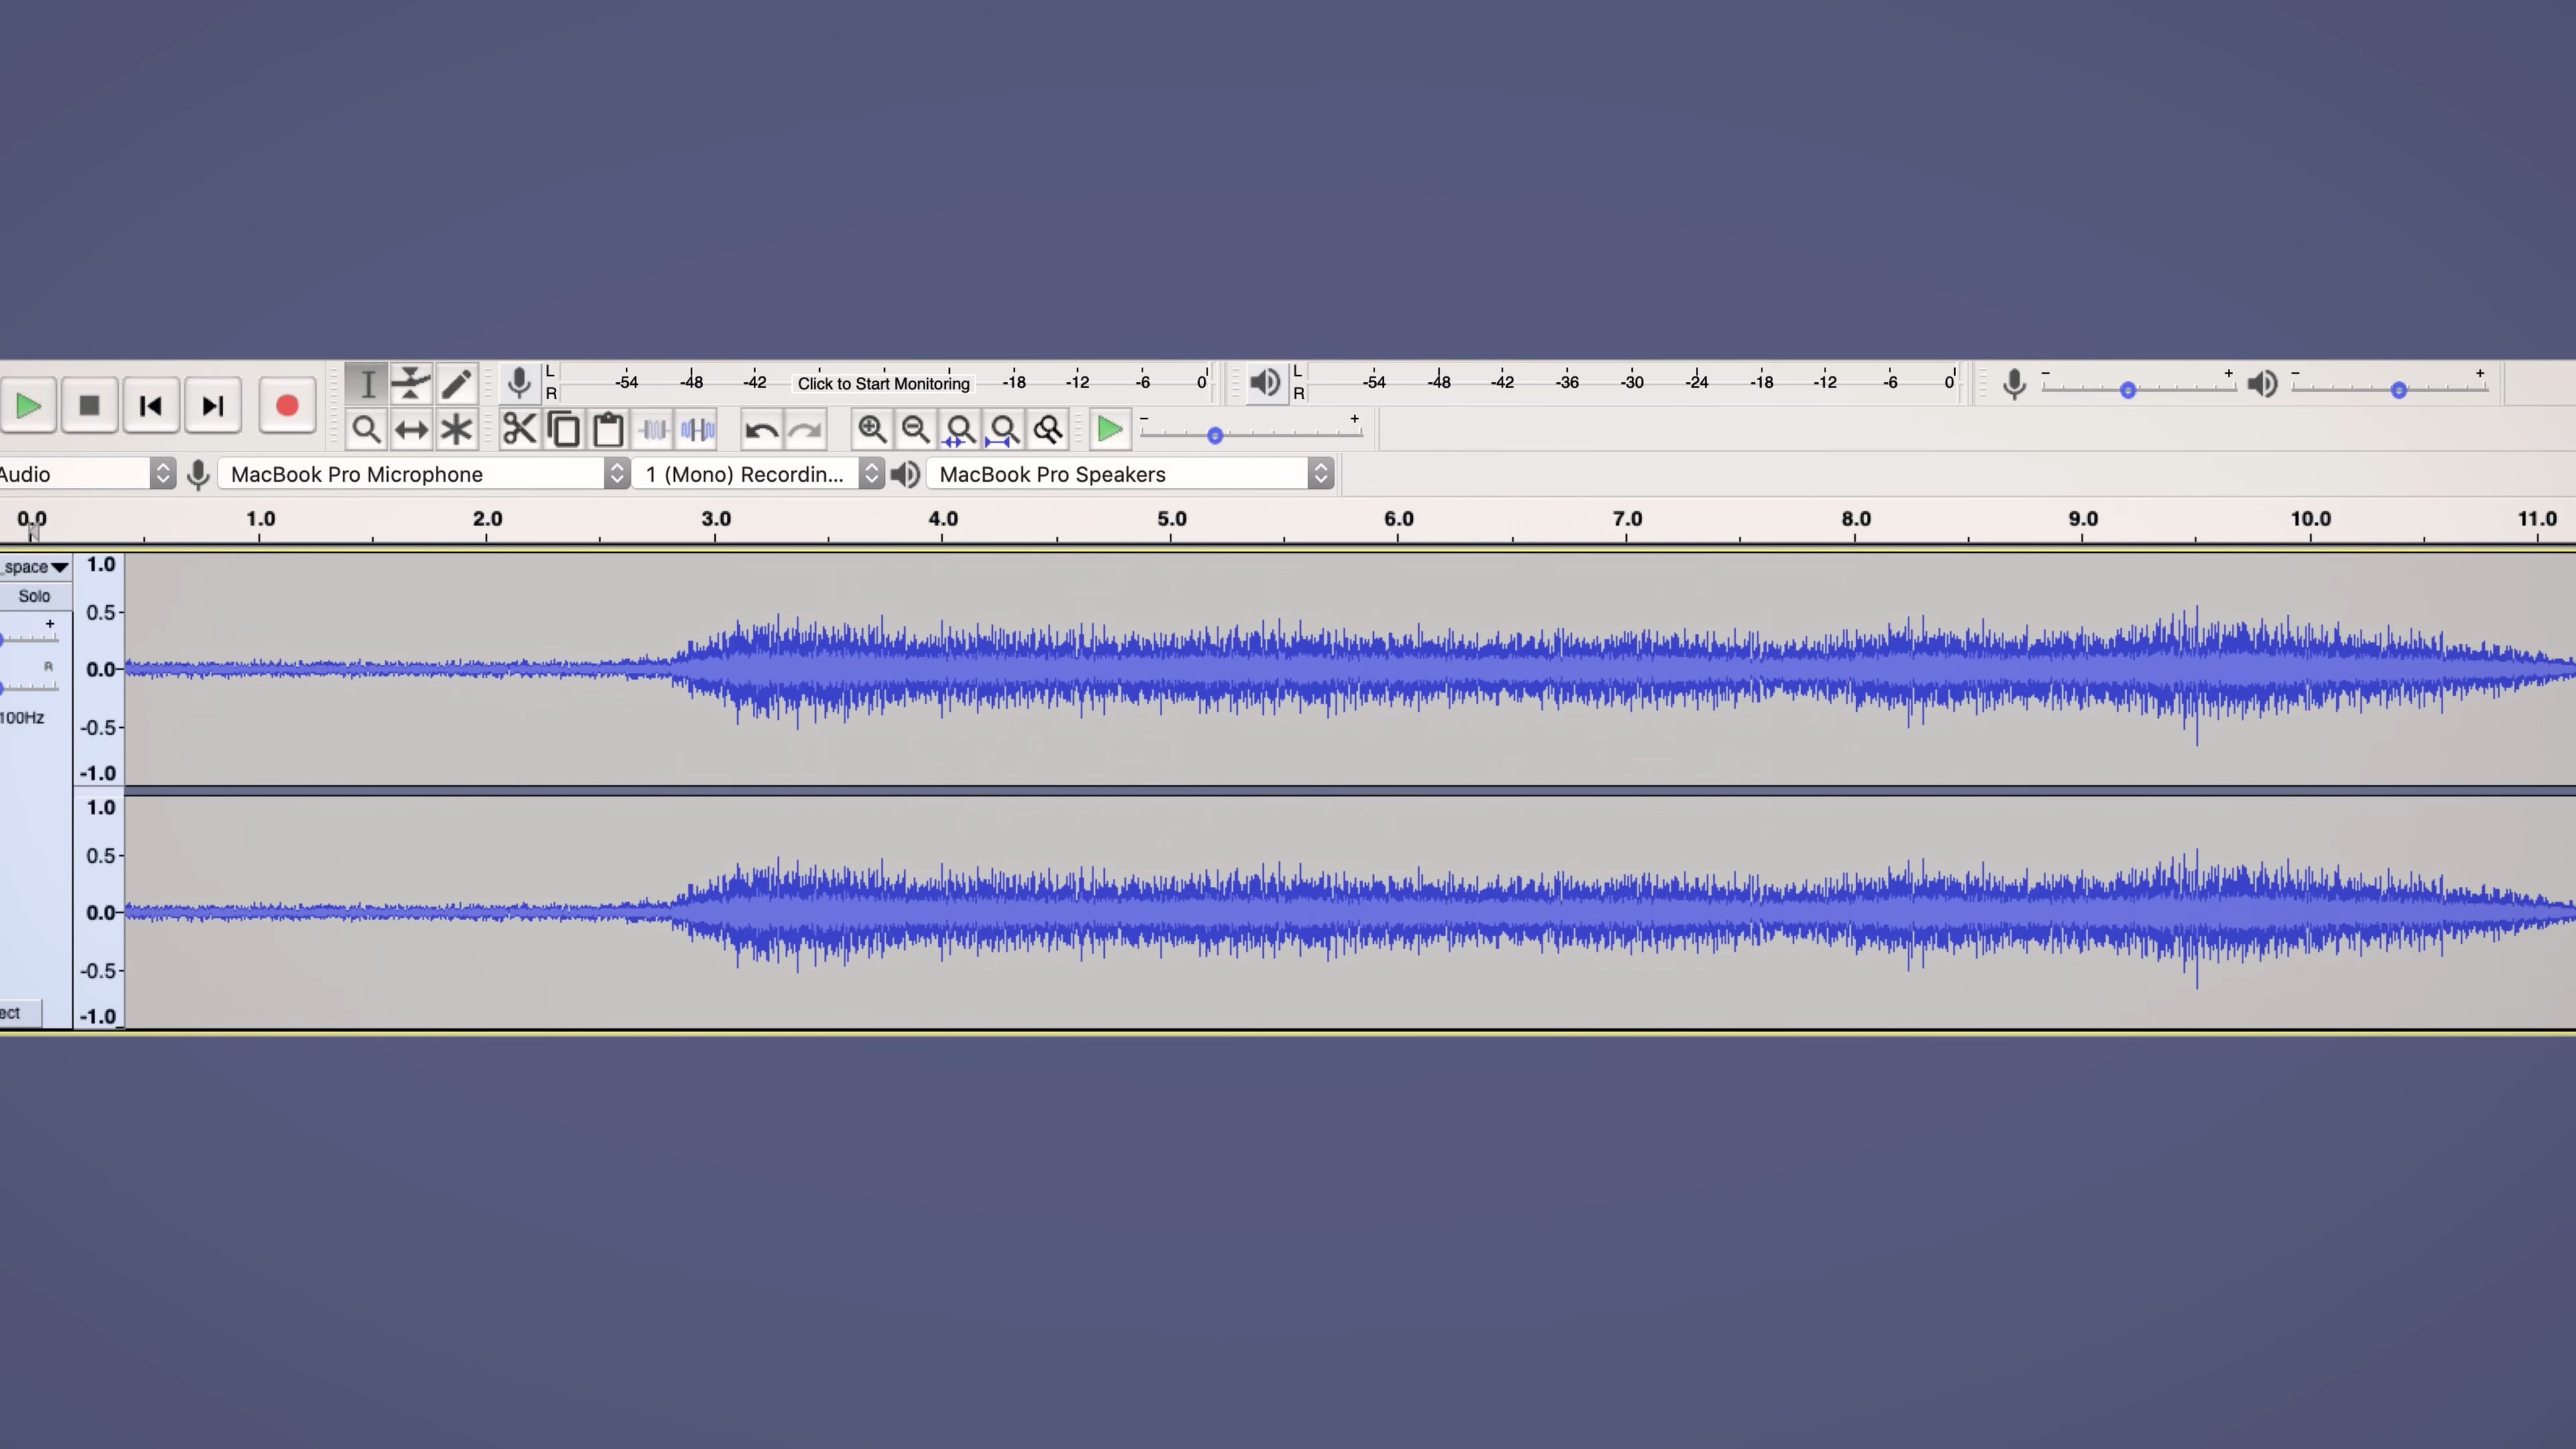 L
R
-54 -48 -42 Click to Start Monitoring -18 -12 -6 0
L
R
-54 -48 -42 -36 -30 -24 -18 -12 -6 0
- +
- +
- +
Audio
MacBook Pro Microphone
1 (Mono) Recordin...
MacBook Pro Speakers
0.0 1.0 2.0 3.0 4.0 5.0 6.0 7.0 8.0 9.0 10.0 11.0
_space
Solo
+
R
100Hz
ect
1.0
0.5
0.0
-0.5
-1.0
1.0
0.5
0.0
-0.5
-1.0